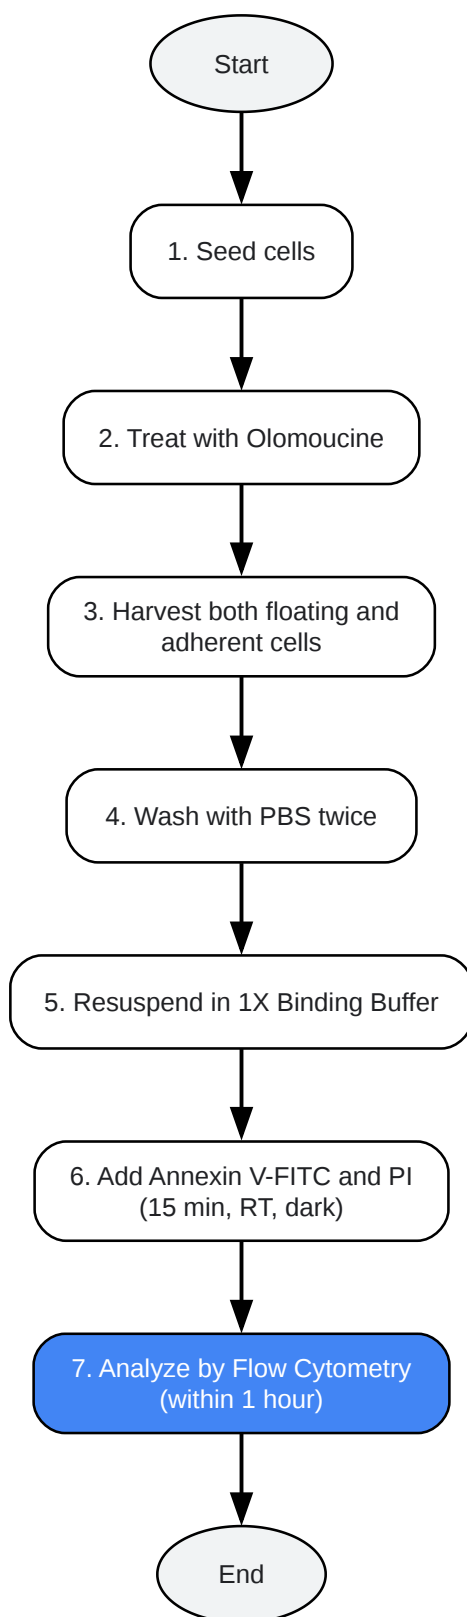 Start
1. Seed cells
2. Treat with Olomoucine
3. Harvest both floating and
adherent cells
4. Wash with PBS twice
5. Resuspend in 1X Binding Buffer
6. Add Annexin V-FITC and PI
(15 min, RT, dark)
7. Analyze by Flow Cytometry
(within 1 hour)
End